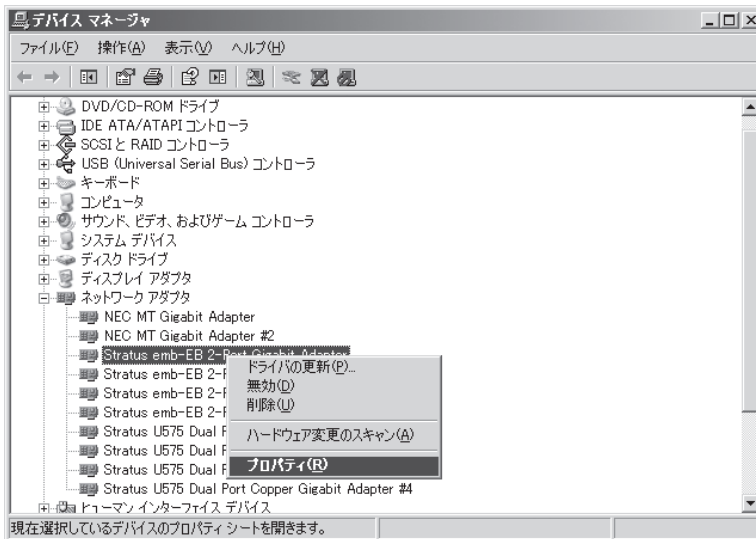 デバイス マネージャ
ファイル(F) 操作(A) 表示(V) ヘルプ(H)
DVD/CD-ROM ドライブ
IDE ATA/ATAPI コントローラ
SCSI と RAID コントローラ
USB (Universal Serial Bus) コントローラ
キーボード
コンピュータ
サウンド、ビデオ、およびゲーム コントローラ
システム デバイス
ディスク ドライブ
ディスプレイ アダプタ
ネットワーク アダプタ
NEC MT Gigabit Adapter
NEC MT Gigabit Adapter #2
Stratus emb-EB 2-Port Gigabit Adapter
Stratus emb-EB 2-
Stratus emb-EB 2-
Stratus emb-EB 2-
Stratus U575 Dual
Stratus U575 Dual
Stratus U575 Dual
Stratus U575 Dual Port Copper Gigabit Adapter #4
ヒューマン インターフェイス デバイス
ドライバの更新(P)...
無効(D)
削除(U)
ハードウェア変更のスキャン(A)
プロパティ(R)
現在選択しているデバイスのプロパティ シートを開きます。